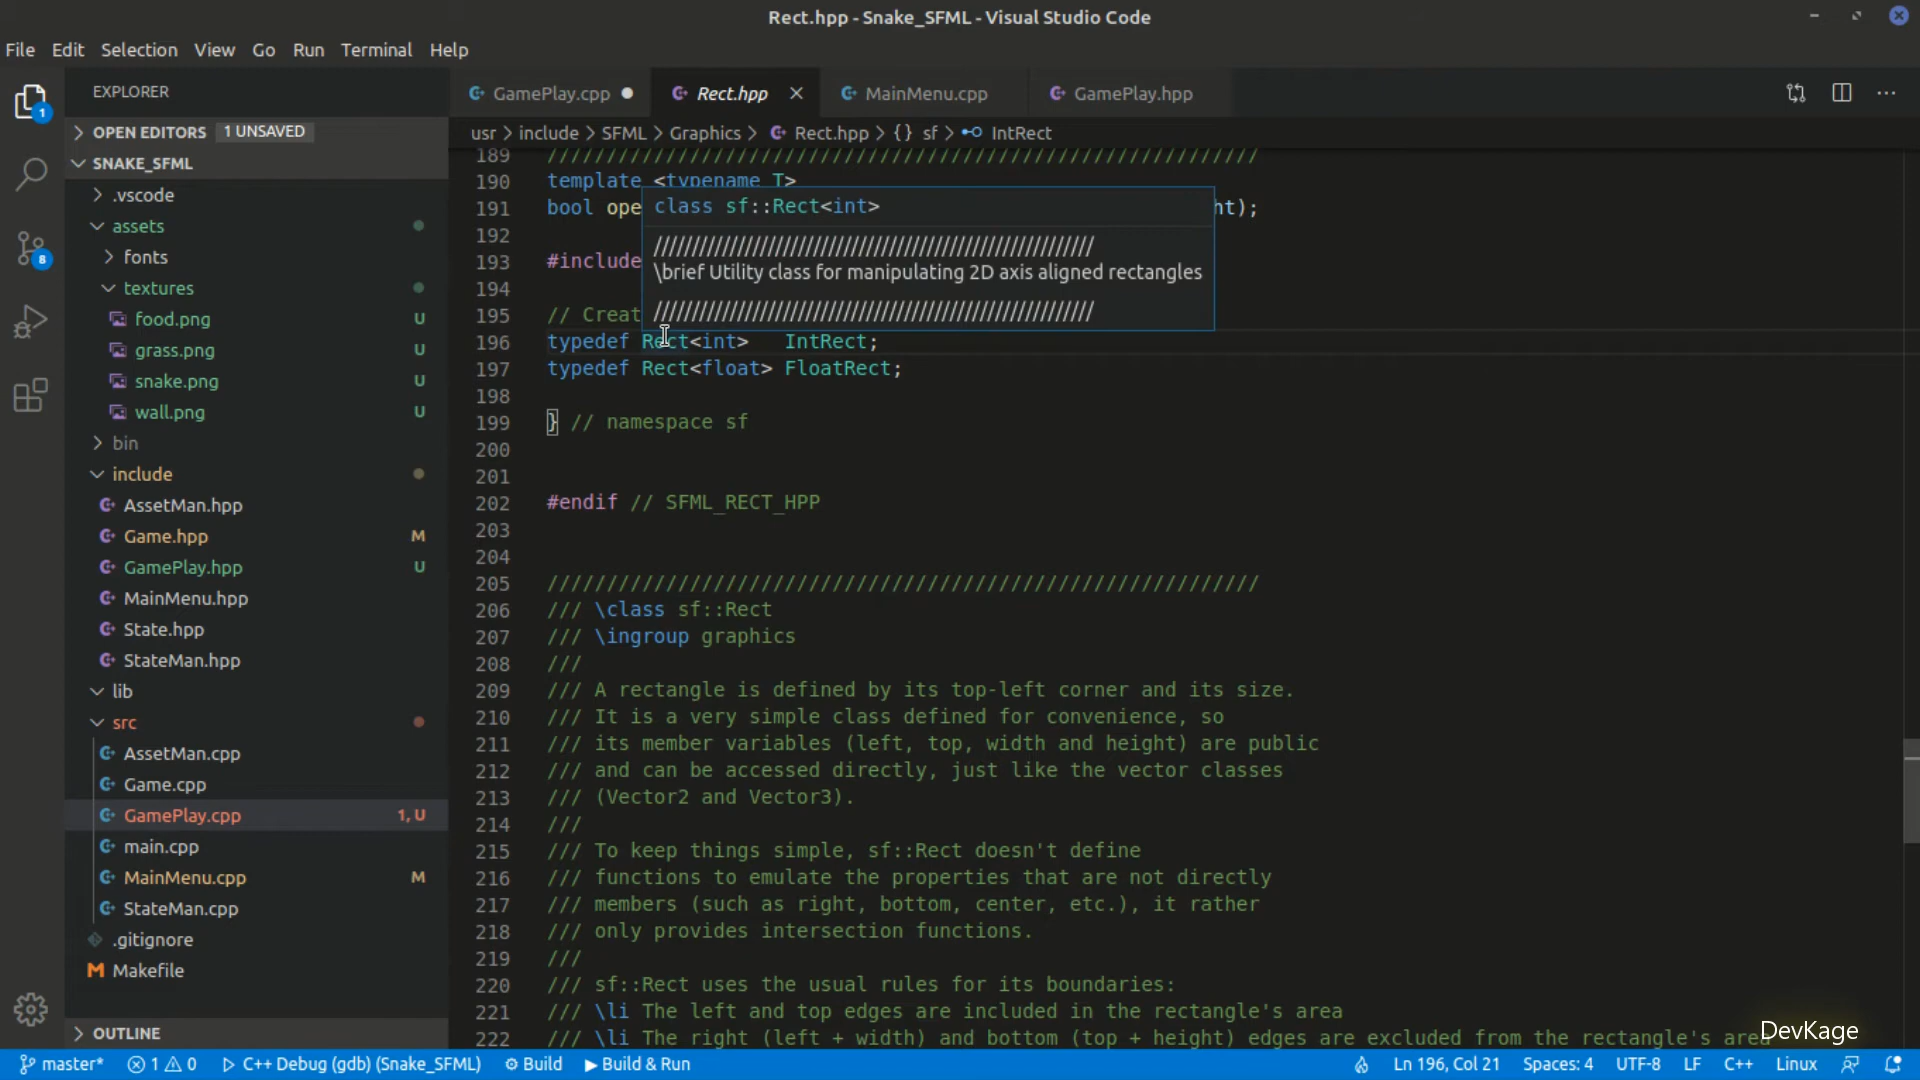 Rect.hpp - Snake_SFML - Visual Studio Code
File Edit Selection View Go Run Terminal Help
EXPLORER
GamePlay.cpp
Rect.hpp
MainMenu.cpp
GamePlay.hpp
OPEN EDITORS 1 UNSAVED
usr > include > SFML > Graphics > Rect.hpp > {} sf > IntRect
SNAKE_SFML
.vscode
assets
fonts
textures
food.png U
grass.png U
snake.png U
wall.png U
bin
include
AssetMan.hpp
Game.hpp M
GamePlay.hpp U
MainMenu.hpp
State.hpp
StateMan.hpp
lib
src
AssetMan.cpp
Game.cpp
GamePlay.cpp 1, U
main.cpp
MainMenu.cpp M
StateMan.cpp
.gitignore
Makefile
OUTLINE
189 ////////////////////////////////////////////////////////////
190 template <typename T>
191 bool ope ht);
class sf::Rect<int>
//////////////////////////////////////////////////////////
\brief Utility class for manipulating 2D axis aligned rectangles
//////////////////////////////////////////////////////////
192
193 #include
194
195 // Creat
196 typedef Rect<int>   IntRect;
197 typedef Rect<float> FloatRect;
198
199 } // namespace sf
200
201
202 #endif // SFML_RECT_HPP
203
204
205 ////////////////////////////////////////////////////////////
206 /// \class sf::Rect
207 /// \ingroup graphics
208 ///
209 /// A rectangle is defined by its top-left corner and its size.
210 /// It is a very simple class defined for convenience, so
211 /// its member variables (left, top, width and height) are public
212 /// and can be accessed directly, just like the vector classes
213 /// (Vector2 and Vector3).
214 ///
215 /// To keep things simple, sf::Rect doesn't define
216 /// functions to emulate the properties that are not directly
217 /// members (such as right, bottom, center, etc.), it rather
218 /// only provides intersection functions.
219 ///
220 /// sf::Rect uses the usual rules for its boundaries:
221 /// \li The left and top edges are included in the rectangle's area
222 /// \li The right (left + width) and bottom (top + height) edges are excluded from the rectangle's area
DevKage
master* 1 0 C++ Debug (gdb) (Snake_SFML) Build Build & Run Ln 196, Col 21 Spaces: 4 UTF-8 LF C++ Linux
1
8